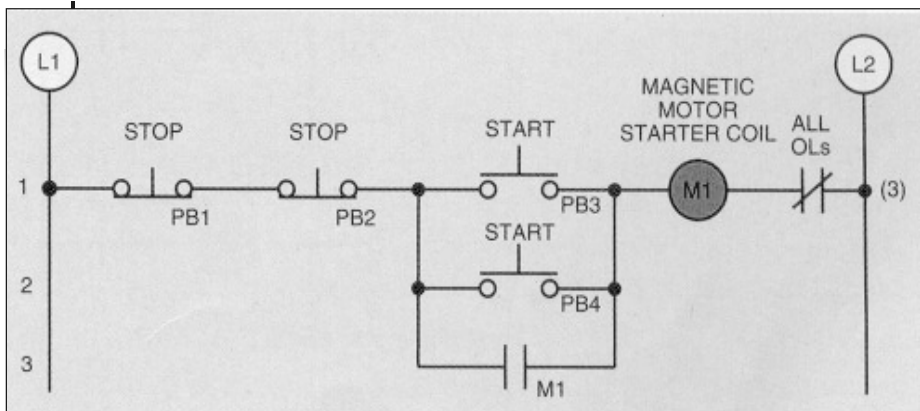 L1
L2
MAGNETIC
MOTOR
STARTER COIL
ALL
OLs
STOP
STOP
START
1
PB1
PB2
PB3
M1
(3)
START
2
PB4
3
M1